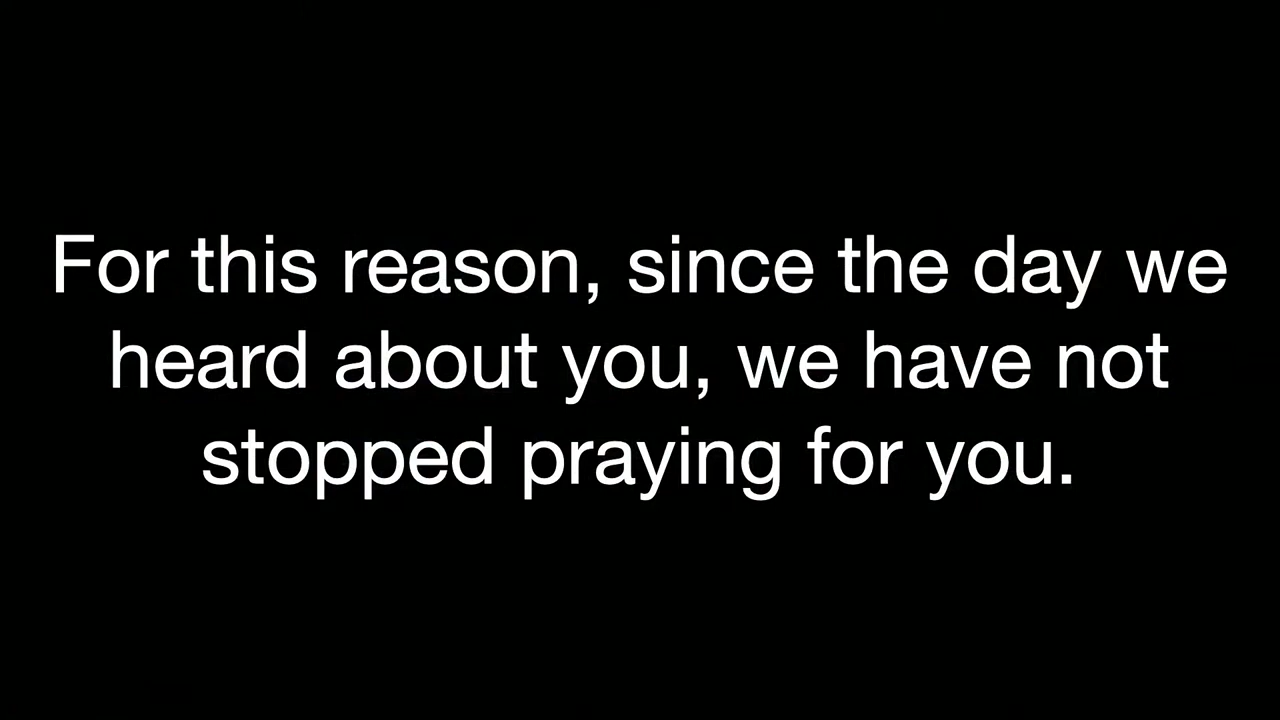 For this reason, since the day we
heard about you, we have not
stopped praying for you.